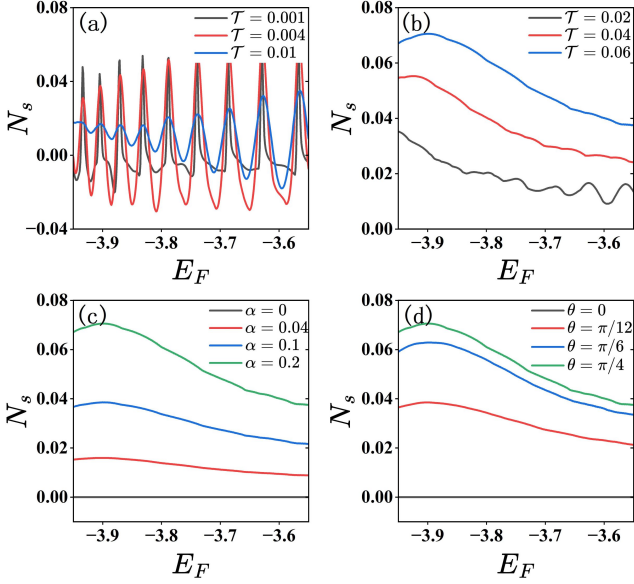 (a)
𝒯 = 0.001
𝒯 = 0.004
𝒯 = 0.01
0.08
0.04
0.00
−0.04
N_s
−3.9
−3.8
−3.7
−3.6
E_F
(b)
𝒯 = 0.02
𝒯 = 0.04
𝒯 = 0.06
0.08
0.06
0.04
0.02
0.00
N_s
−3.9
−3.8
−3.7
−3.6
E_F
(c)
α = 0
α = 0.04
α = 0.1
α = 0.2
0.08
0.06
0.04
0.02
0.00
N_s
−3.9
−3.8
−3.7
−3.6
E_F
(d)
θ = 0
θ = π/12
θ = π/6
θ = π/4
0.08
0.06
0.04
0.02
0.00
N_s
−3.9
−3.8
−3.7
−3.6
E_F